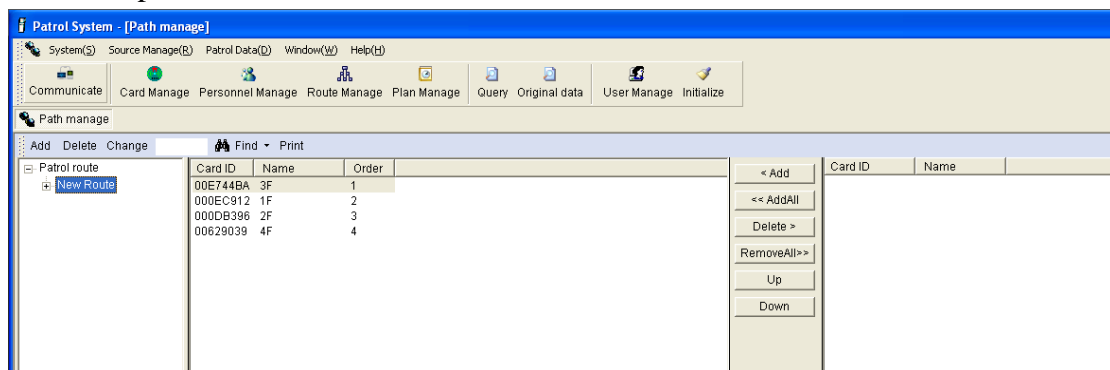 Patrol System - [Path manage]
System(S) Source Manage(R) Patrol Data(D) Window(W) Help(H)
Communicate Card Manage Personnel Manage Route Manage Plan Manage Query Original data User Manage Initialize
Path manage
Add Delete Change Find Print
Patrol route
New Route
Card ID Name Order
00E744BA 3F 1
000EC912 1F 2
000DB396 2F 3
00629039 4F 4
< Add
<< AddAll
Delete >
RemoveAll>>
Up
Down
Card ID Name